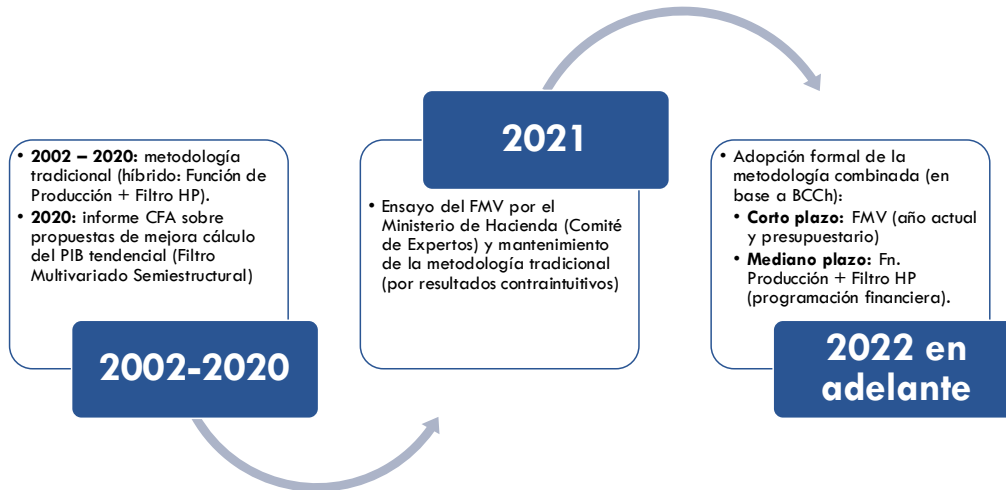 • 2002 – 2020: metodología
tradicional (híbrido: Función de
Producción + Filtro HP).
• 2020: informe CFA sobre
propuestas de mejora cálculo
del PIB tendencial (Filtro
Multivariado Semiestructural)
2002-2020
2021
• Ensayo del FMV por el
Ministerio de Hacienda (Comité
de Expertos) y mantenimiento
de la metodología tradicional
(por resultados contraintuitivos)
• Adopción formal de la
metodología combinada (en
base a BCCh):
• Corto plazo: FMV (año actual
y presupuestario)
• Mediano plazo: Fn.
Producción + Filtro HP
(programación financiera).
2022 en
adelante